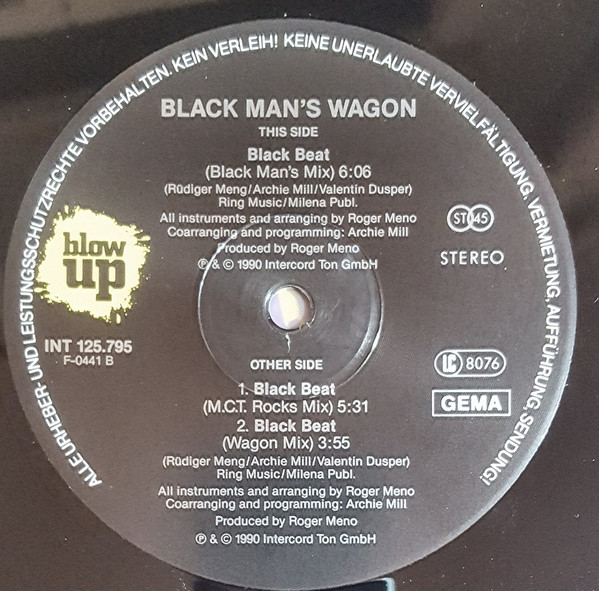 ALLE URHEBER- UND LEISTUNGSSCHUTZRECHTE VORBEHALTEN. KEIN VERLEIH! KEINE UNERLAUBTE VERVIELFÄLTIGUNG, VERMIETUNG, AUFFÜHRUNG, SENDUNG!
BLACK MAN'S WAGON
THIS SIDE
Black Beat
(Black Man's Mix) 6:06
(Rüdiger Meng/Archie Mill/Valentin Dusper)
Ring Music/Milena Publ.
All instruments and arranging by Roger Meno
Coarranging and programming: Archie Mill
Produced by Roger Meno
℗ & © 1990 Intercord Ton GmbH
blow
up
INT 125.795
F-0441 B
ST 45
STEREO
LC 8076
GEMA
OTHER SIDE
1. Black Beat
(M.C.T. Rocks Mix) 5:31
2. Black Beat
(Wagon Mix) 3:55
(Rüdiger Meng/Archie Mill/Valentin Dusper)
Ring Music/Milena Publ.
All instruments and arranging by Roger Meno
Coarranging and programming: Archie Mill
Produced by Roger Meno
℗ & © 1990 Intercord Ton GmbH